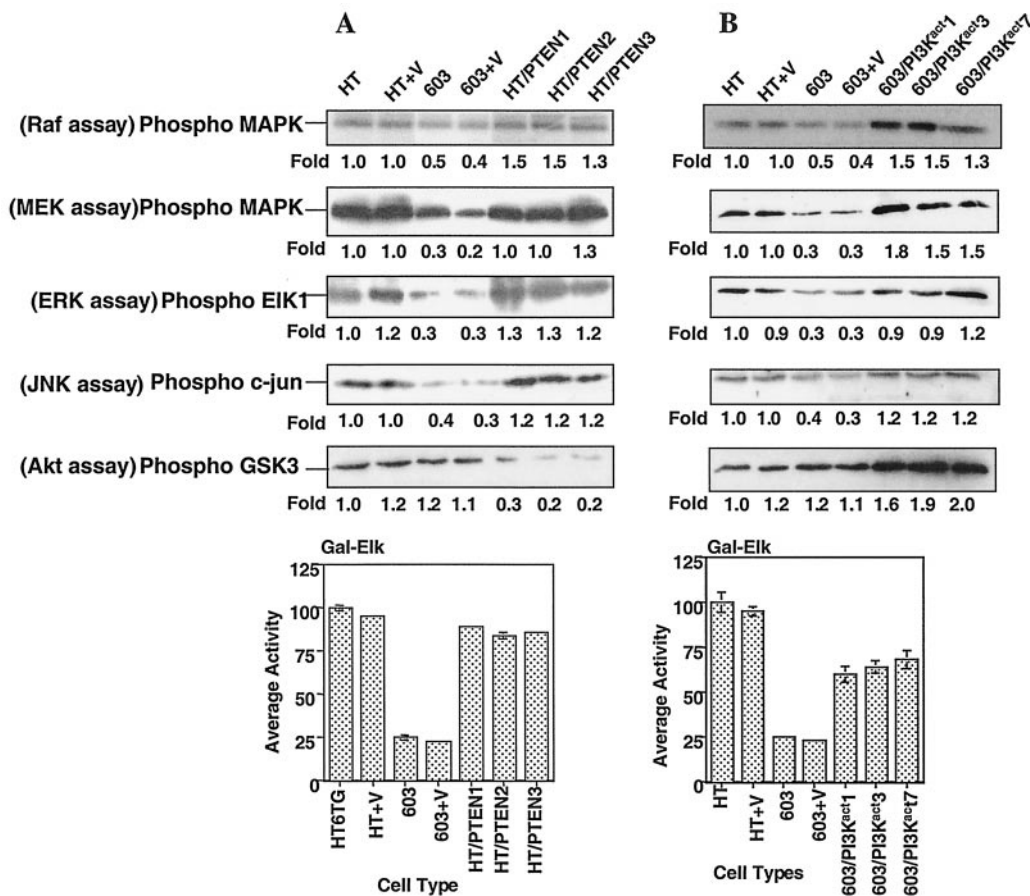 A
HT HT+V 603 603+V HT/PTEN1 HT/PTEN2 HT/PTEN3
(Raf assay) Phospho MAPK
Fold 1.0 1.0 0.5 0.4 1.5 1.5 1.3
(MEK assay) Phospho MAPK
Fold 1.0 1.0 0.3 0.2 1.0 1.0 1.3
(ERK assay) Phospho ElK1
Fold 1.0 1.2 0.3 0.3 1.3 1.3 1.2
(JNK assay) Phospho c-jun
Fold 1.0 1.0 0.4 0.3 1.2 1.2 1.2
(Akt assay) Phospho GSK3
Fold 1.0 1.2 1.2 1.1 0.3 0.2 0.2
Gal-Elk
Average Activity
125
100
75
50
25
0
HT6TG HT+V 603 603+V HT/PTEN1 HT/PTEN2 HT/PTEN3
Cell Type
B
HT HT+V 603 603+V 603/PI3Kact1 603/PI3Kact3 603/PI3Kact7
Fold 1.0 1.0 0.5 0.4 1.5 1.5 1.3
Fold 1.0 1.0 0.3 0.3 1.8 1.5 1.5
Fold 1.0 0.9 0.3 0.3 0.9 0.9 1.2
Fold 1.0 1.0 0.4 0.3 1.2 1.2 1.2
Fold 1.0 1.2 1.2 1.1 1.6 1.9 2.0
Gal-Elk
Average Activity
125
100
75
50
25
0
HT HT+V 603 603+V 603/PI3Kact1 603/PI3Kact3 603/PI3Kact7
Cell Types